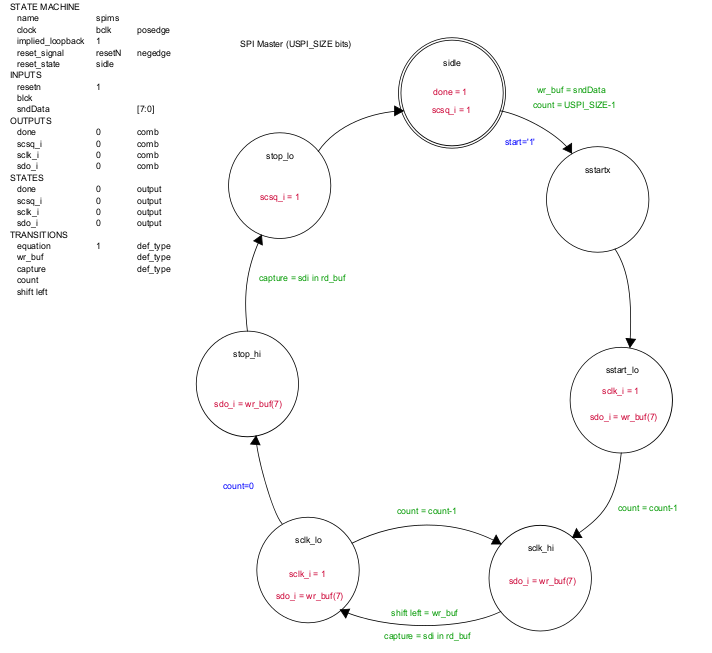 STATE MACHINE
name spims
clock bclk posedge
implied_loopback 1
reset_signal resetN negedge
reset_state sidle
INPUTS
resetn 1
blck
sndData [7:0]
OUTPUTS
done 0 comb
scsq_i 0 comb
sclk_i 0 comb
sdo_i 0 comb
STATES
done 0 output
scsq_i 0 output
sclk_i 0 output
sdo_i 0 output
TRANSITIONS
equation 1 def_type
wr_buf def_type
capture def_type
count
shift left
SPI Master (USPI_SIZE bits)
sidle
done = 1
scsq_i = 1
wr_buf = sndData
count = USPI_SIZE-1
start='1'
sstartx
stop_lo
scsq_i = 1
capture = sdi in rd_buf
stop_hi
sdo_i = wr_buf(7)
sstart_lo
sclk_i = 1
sdo_i = wr_buf(7)
count=0
count = count-1
count = count-1
sclk_lo
sclk_i = 1
sdo_i = wr_buf(7)
sclk_hi
sdo_i = wr_buf(7)
shift left = wr_buf
capture = sdi in rd_buf